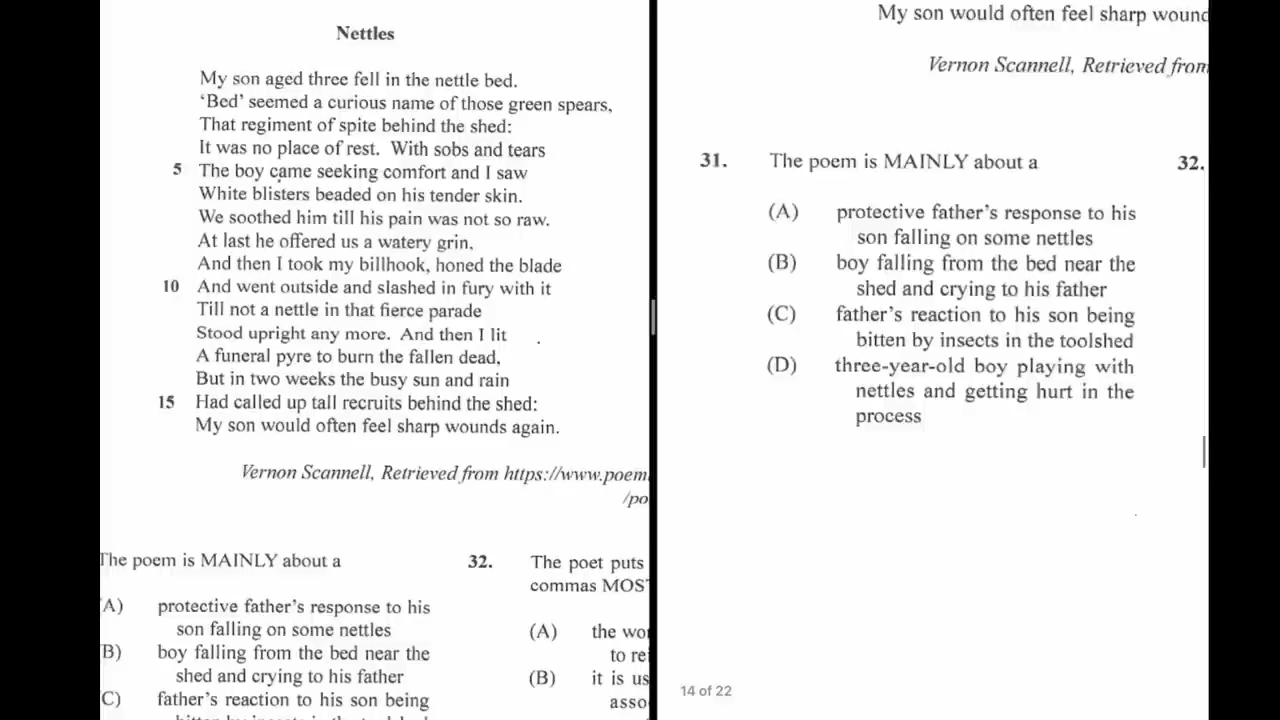 Nettles
My son aged three fell in the nettle bed.
‘Bed’ seemed a curious name of those green spears,
That regiment of spite behind the shed:
It was no place of rest. With sobs and tears
5 The boy came seeking comfort and I saw
White blisters beaded on his tender skin.
We soothed him till his pain was not so raw.
At last he offered us a watery grin,
And then I took my billhook, honed the blade
10 And went outside and slashed in fury with it
Till not a nettle in that fierce parade
Stood upright any more. And then I lit
A funeral pyre to burn the fallen dead,
But in two weeks the busy sun and rain
15 Had called up tall recruits behind the shed:
My son would often feel sharp wounds again.
Vernon Scannell, Retrieved from https://www.poem
/po
The poem is MAINLY about a
A) protective father’s response to his
son falling on some nettles
B) boy falling from the bed near the
shed and crying to his father
C) father’s reaction to his son being
32. The poet puts
commas MOS
(A) the wo
to re
(B) it is us
asso
My son would often feel sharp wound
Vernon Scannell, Retrieved from
31. The poem is MAINLY about a
(A) protective father’s response to his
son falling on some nettles
(B) boy falling from the bed near the
shed and crying to his father
(C) father’s reaction to his son being
bitten by insects in the toolshed
(D) three-year-old boy playing with
nettles and getting hurt in the
process
32.
14 of 22